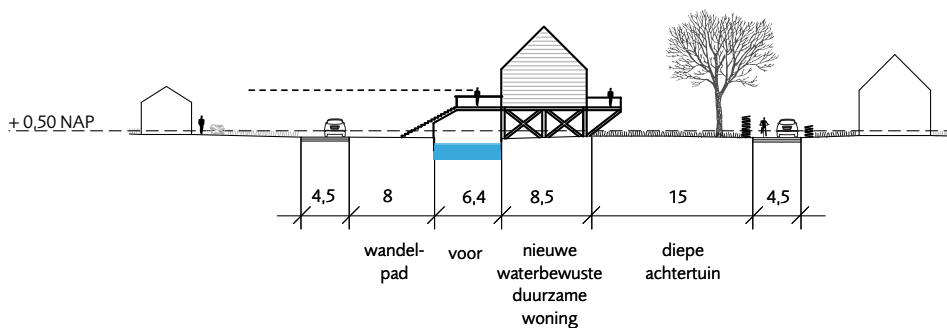 + 0,50 NAP
4,5 8 6,4 8,5 15 4,5
wandel-
pad
voor
nieuwe
waterbewuste
duurzame
woning
diepe
achtertuin